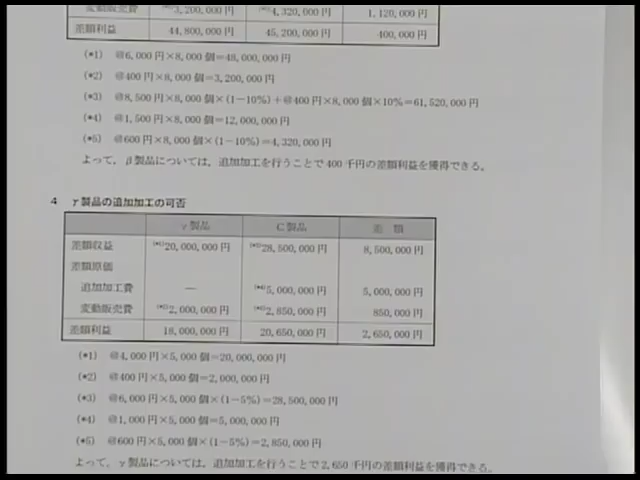 変動販売費 (*2)3,200,000円 (*5)4,320,000円 1,120,000円
差額利益 44,800,000円 45,200,000円 400,000円
(*1) @6,000円×8,000個=48,000,000円
(*2) @400円×8,000個=3,200,000円
(*3) @8,500円×8,000個×(1-10%)+@400円×8,000個×10%=61,520,000円
(*4) @1,500円×8,000個=12,000,000円
(*5) @600円×8,000個×(1-10%)=4,320,000円
よって、β製品については、追加加工を行うことで400千円の差額利益を獲得できる。
4 γ製品の追加加工の可否
γ製品 C製品 差額
差額収益 (*1)20,000,000円 (*3)28,500,000円 8,500,000円
差額原価
追加加工費 — (*4)5,000,000円 5,000,000円
変動販売費 (*2)2,000,000円 (*5)2,850,000円 850,000円
差額利益 18,000,000円 20,650,000円 2,650,000円
(*1) @4,000円×5,000個=20,000,000円
(*2) @400円×5,000個=2,000,000円
(*3) @6,000円×5,000個×(1-5%)=28,500,000円
(*4) @1,000円×5,000個=5,000,000円
(*5) @600円×5,000個×(1-5%)=2,850,000円
よって、γ製品については、追加加工を行うことで2,650千円の差額利益を獲得できる。